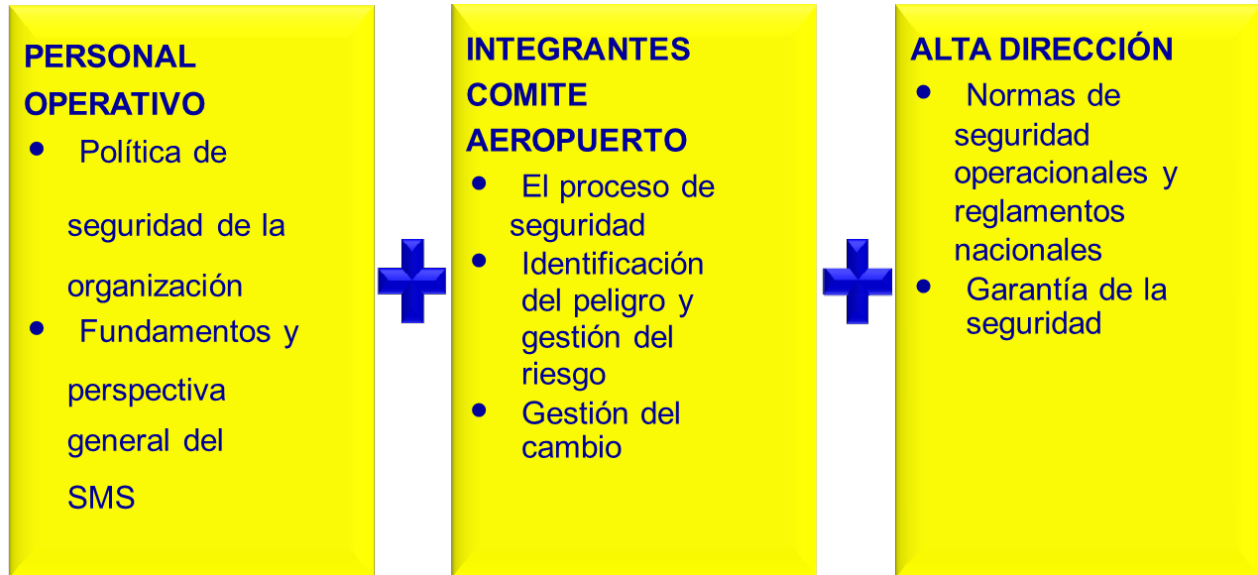 PERSONAL
OPERATIVO
• Política de
seguridad de la
organización
• Fundamentos y
perspectiva
general del
SMS
INTEGRANTES
COMITE
AEROPUERTO
• El proceso de
seguridad
• Identificación
del peligro y
gestión del
riesgo
• Gestión del
cambio
ALTA DIRECCIÓN
• Normas de
seguridad
operacionales y
reglamentos
nacionales
• Garantía de la
seguridad